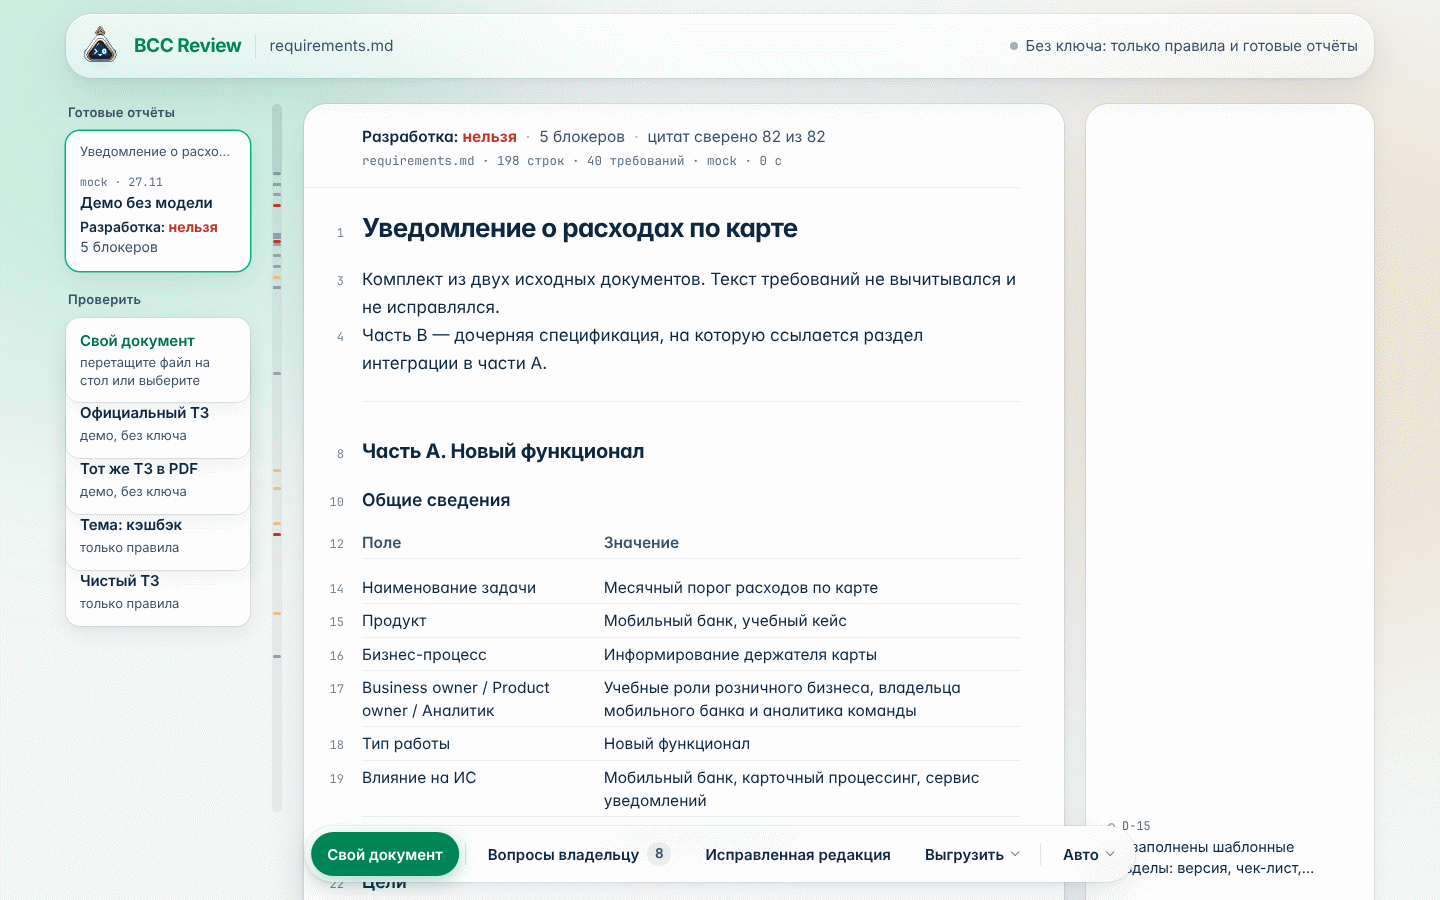 BCC Review
requirements.md
Без ключа: только правила и готовые отчёты
Готовые отчёты
Уведомление о расхо...
mock · 27.11
Демо без модели
Разработка: нельзя
5 блокеров
Проверить
Свой документ
перетащите файл на
стол или выберите
Официальный ТЗ
демо, без ключа
Тот же ТЗ в PDF
демо, без ключа
Тема: кэшбэк
только правила
Чистый ТЗ
только правила
Разработка: нельзя · 5 блокеров · цитат сверено 82 из 82
requirements.md · 198 строк · 40 требований · mock · 0 с
1 Уведомление о расходах по карте
3 Комплект из двух исходных документов. Текст требований не вычитывался и
не исправлялся.
4 Часть B — дочерняя спецификация, на которую ссылается раздел
интеграции в части A.
8 Часть A. Новый функционал
10 Общие сведения
12 Поле Значение
14 Наименование задачи Месячный порог расходов по карте
15 Продукт Мобильный банк, учебный кейс
16 Бизнес-процесс Информирование держателя карты
17 Business owner / Product Учебные роли розничного бизнеса, владельца
owner / Аналитик мобильного банка и аналитика команды
18 Тип работы Новый функционал
19 Влияние на ИС Мобильный банк, карточный процессинг, сервис
уведомлений
22 Цели
D-15
заполнены шаблонные
зделы: версия, чек-лист,...
Свой документ Вопросы владельцу 8 Исправленная редакция Выгрузить Авто